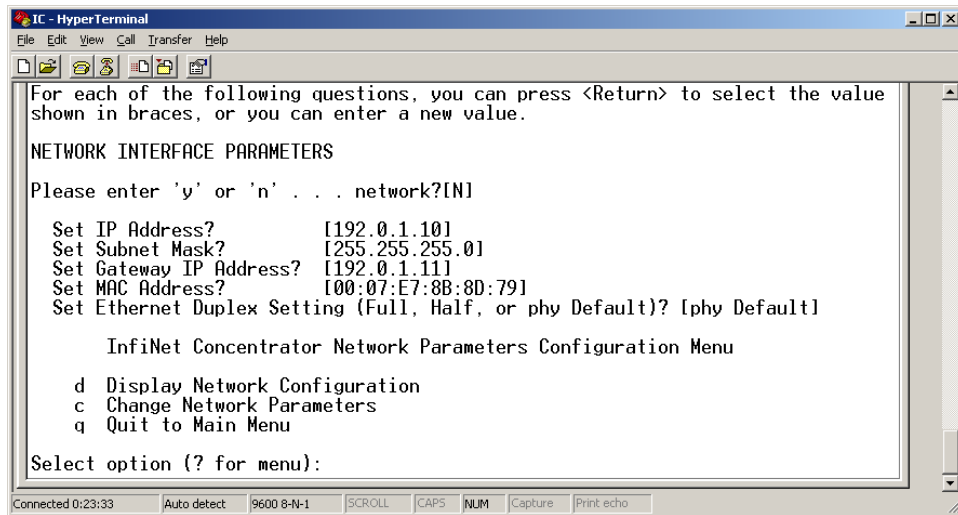 IC - HyperTerminal
File Edit View Call Transfer Help
For each of the following questions, you can press <Return> to select the value
shown in braces, or you can enter a new value.
NETWORK INTERFACE PARAMETERS
Please enter 'y' or 'n' . . . network?[N]
Set IP Address? [192.0.1.10]
Set Subnet Mask? [255.255.255.0]
Set Gateway IP Address? [192.0.1.11]
Set MAC Address? [00:07:E7:8B:8D:79]
Set Ethernet Duplex Setting (Full, Half, or phy Default)? [phy Default]
InfiNet Concentrator Network Parameters Configuration Menu
d Display Network Configuration
c Change Network Parameters
q Quit to Main Menu
Select option (? for menu):
Connected 0:23:33 Auto detect 9600 8-N-1 SCROLL CAPS NUM Capture Print echo